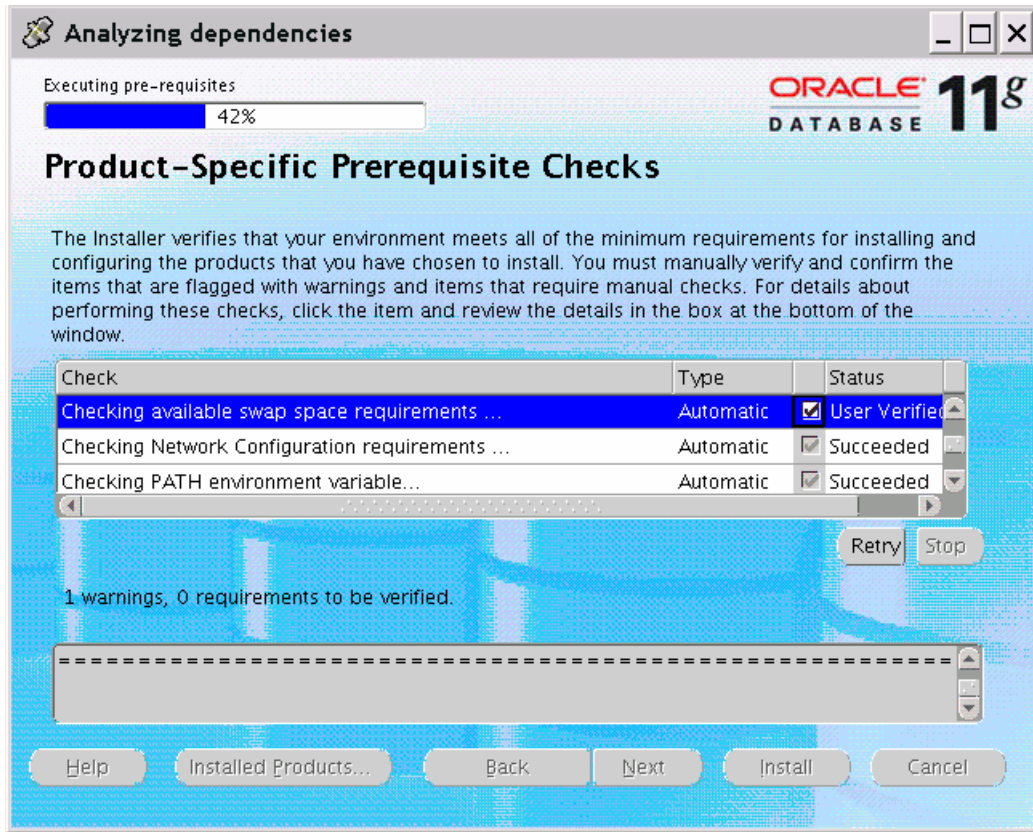 Analyzing dependencies
Executing pre-requisites
42%
ORACLE 11g
DATABASE
Product-Specific Prerequisite Checks
The Installer verifies that your environment meets all of the minimum requirements for installing and
configuring the products that you have chosen to install. You must manually verify and confirm the
items that are flagged with warnings and items that require manual checks. For details about
performing these checks, click the item and review the details in the box at the bottom of the
window.
Check Type Status
Checking available swap space requirements ... Automatic User Verified
Checking Network Configuration requirements ... Automatic Succeeded
Checking PATH environment variable... Automatic Succeeded
Retry Stop
1 warnings, 0 requirements to be verified.
========================================================
Help Installed Products... Back Next Install Cancel